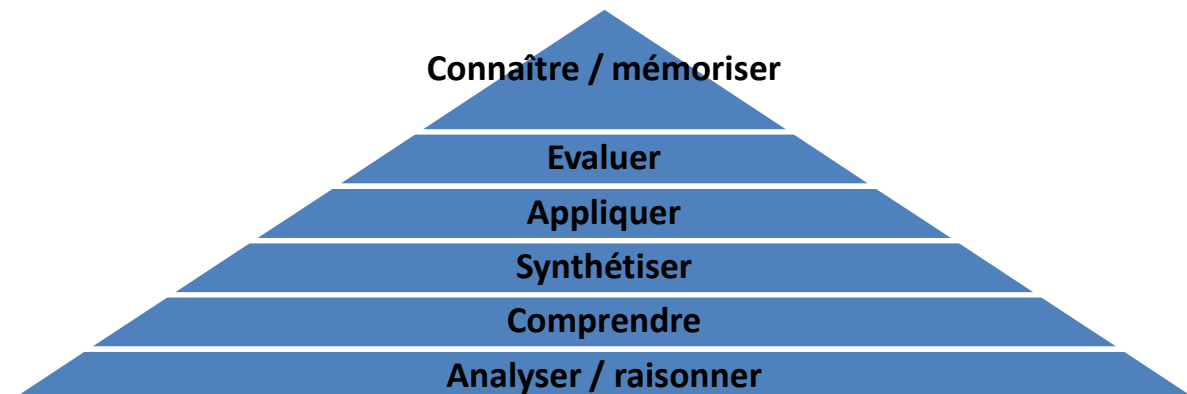 Connaître / mémoriser
Evaluer
Appliquer
Synthétiser
Comprendre
Analyser / raisonner